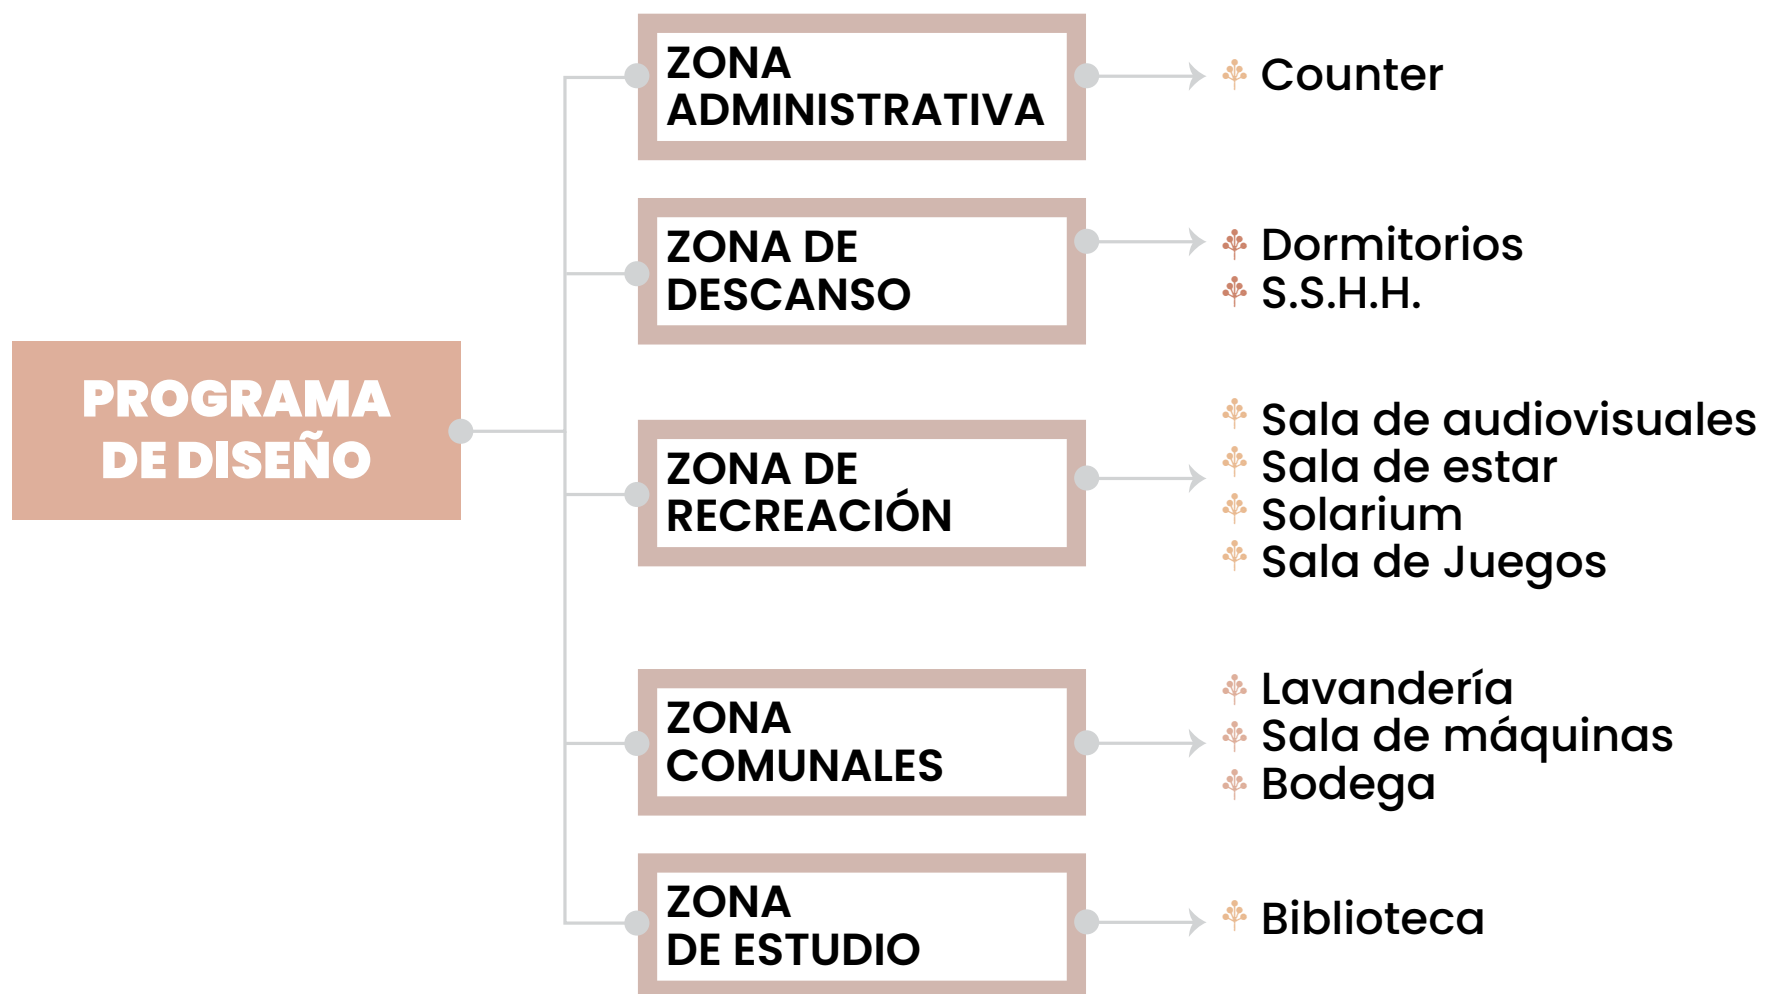 PROGRAMA
DE DISEÑO
ZONA
ADMINISTRATIVA
Counter
ZONA DE
DESCANSO
Dormitorios
S.S.H.H.
ZONA DE
RECREACIÓN
Sala de audiovisuales
Sala de estar
Solarium
Sala de Juegos
ZONA
COMUNALES
Lavandería
Sala de máquinas
Bodega
ZONA
DE ESTUDIO
Biblioteca